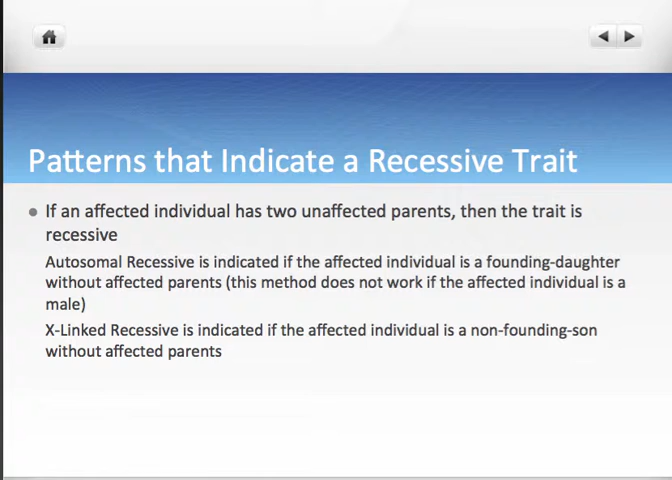 Patterns that Indicate a Recessive Trait
If an affected individual has two unaffected parents, then the trait is
recessive
Autosomal Recessive is indicated if the affected individual is a founding-daughter
without affected parents (this method does not work if the affected individual is a
male)
X-Linked Recessive is indicated if the affected individual is a non-founding-son
without affected parents